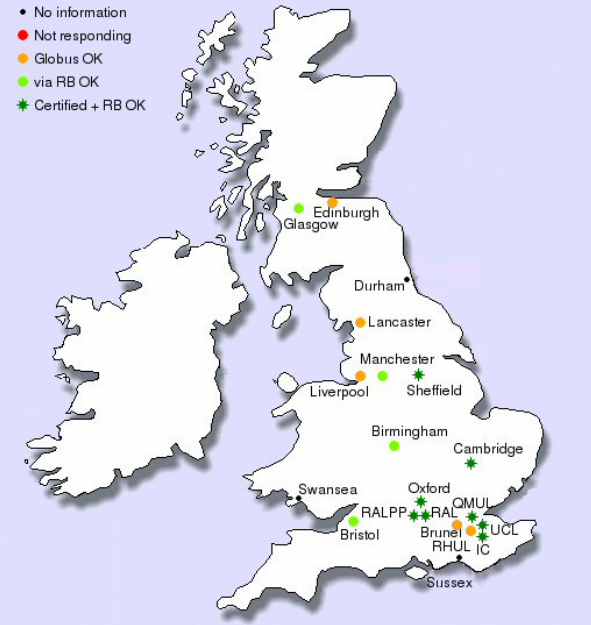 No information
Not responding
Globus OK
via RB OK
Certified + RB OK
Edinburgh
Glasgow
Durham
Lancaster
Manchester
Liverpool
Sheffield
Birmingham
Cambridge
Swansea
Oxford
QMUL
RALPP
RAL
Bristol
Brunel
UCL
RHUL
IC
Sussex